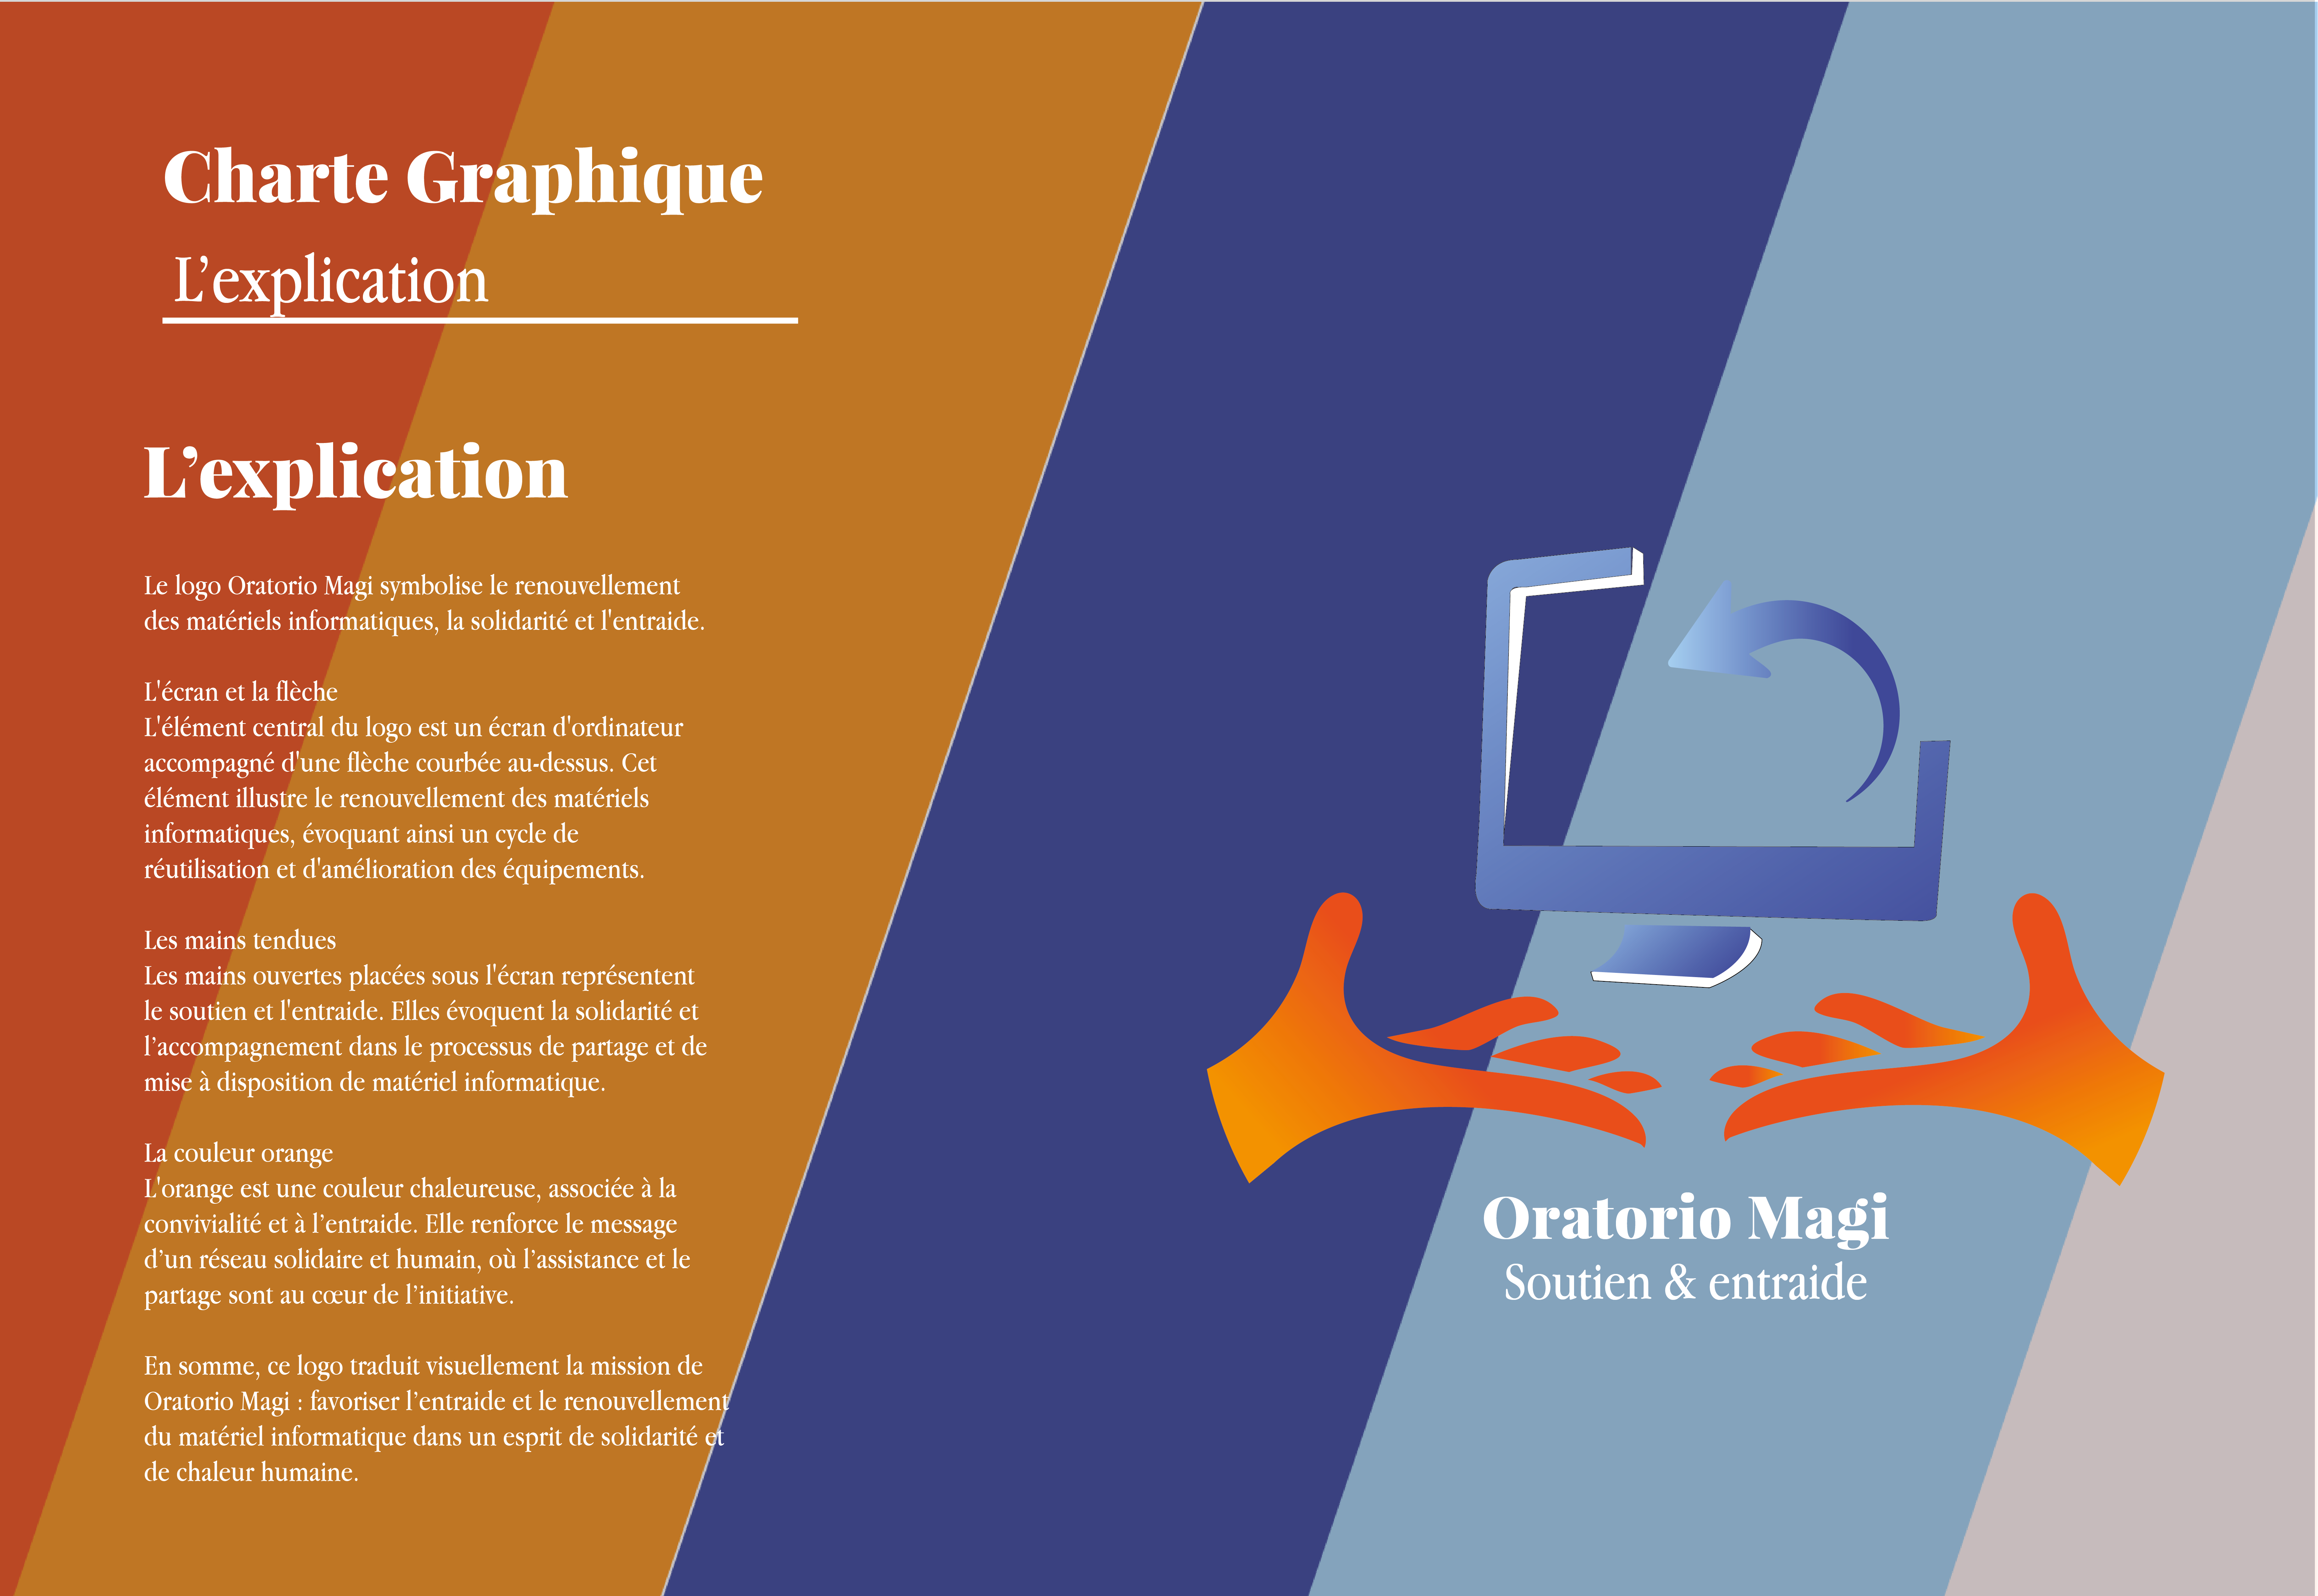 Charte Graphique
L’explication
L’explication
Le logo Oratorio Magi symbolise le renouvellement
des matériels informatiques, la solidarité et l'entraide.
L'écran et la flèche
L'élément central du logo est un écran d'ordinateur
accompagné d'une flèche courbée au-dessus. Cet
élément illustre le renouvellement des matériels
informatiques, évoquant ainsi un cycle de
réutilisation et d'amélioration des équipements.
Les mains tendues
Les mains ouvertes placées sous l'écran représentent
le soutien et l'entraide. Elles évoquent la solidarité et
l’accompagnement dans le processus de partage et de
mise à disposition de matériel informatique.
La couleur orange
L'orange est une couleur chaleureuse, associée à la
convivialité et à l’entraide. Elle renforce le message
d’un réseau solidaire et humain, où l’assistance et le
partage sont au cœur de l’initiative.
En somme, ce logo traduit visuellement la mission de
Oratorio Magi : favoriser l’entraide et le renouvellement
du matériel informatique dans un esprit de solidarité et
de chaleur humaine.
Oratorio Magi
Soutien & entraide